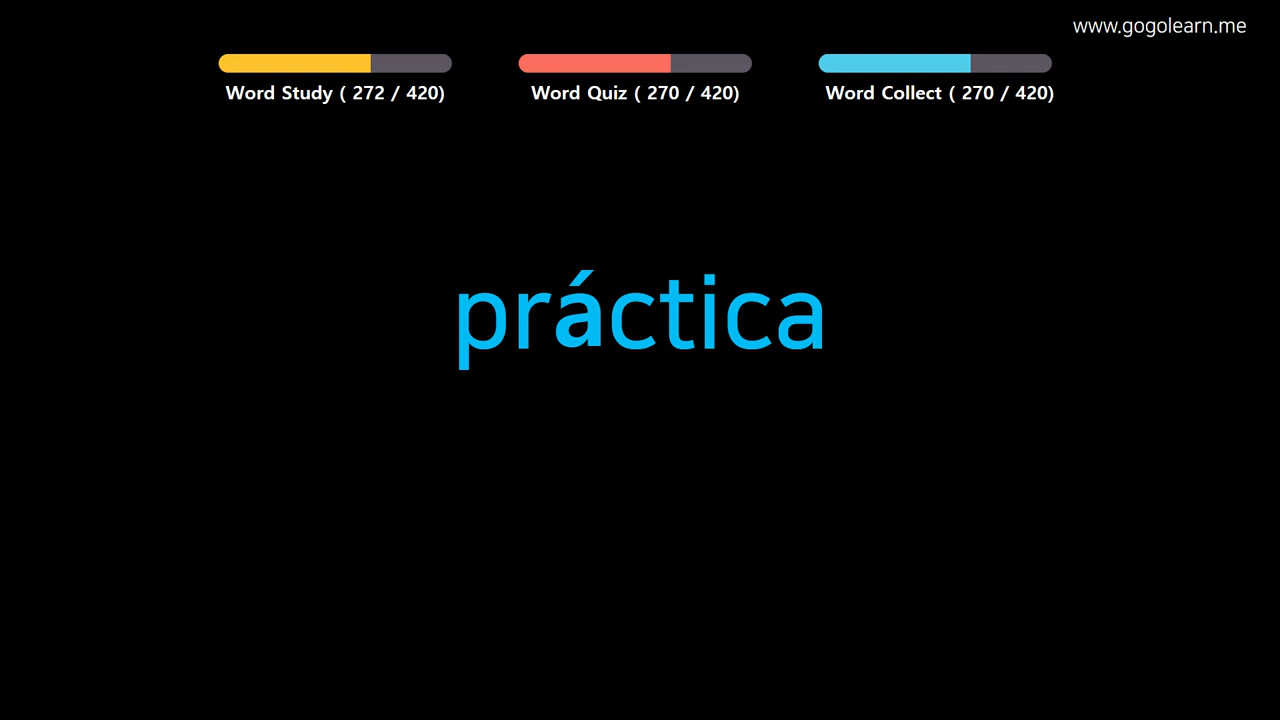 www.gogolearn.me
Word Study ( 272 / 420)
Word Quiz ( 270 / 420)
Word Collect ( 270 / 420)
práctica